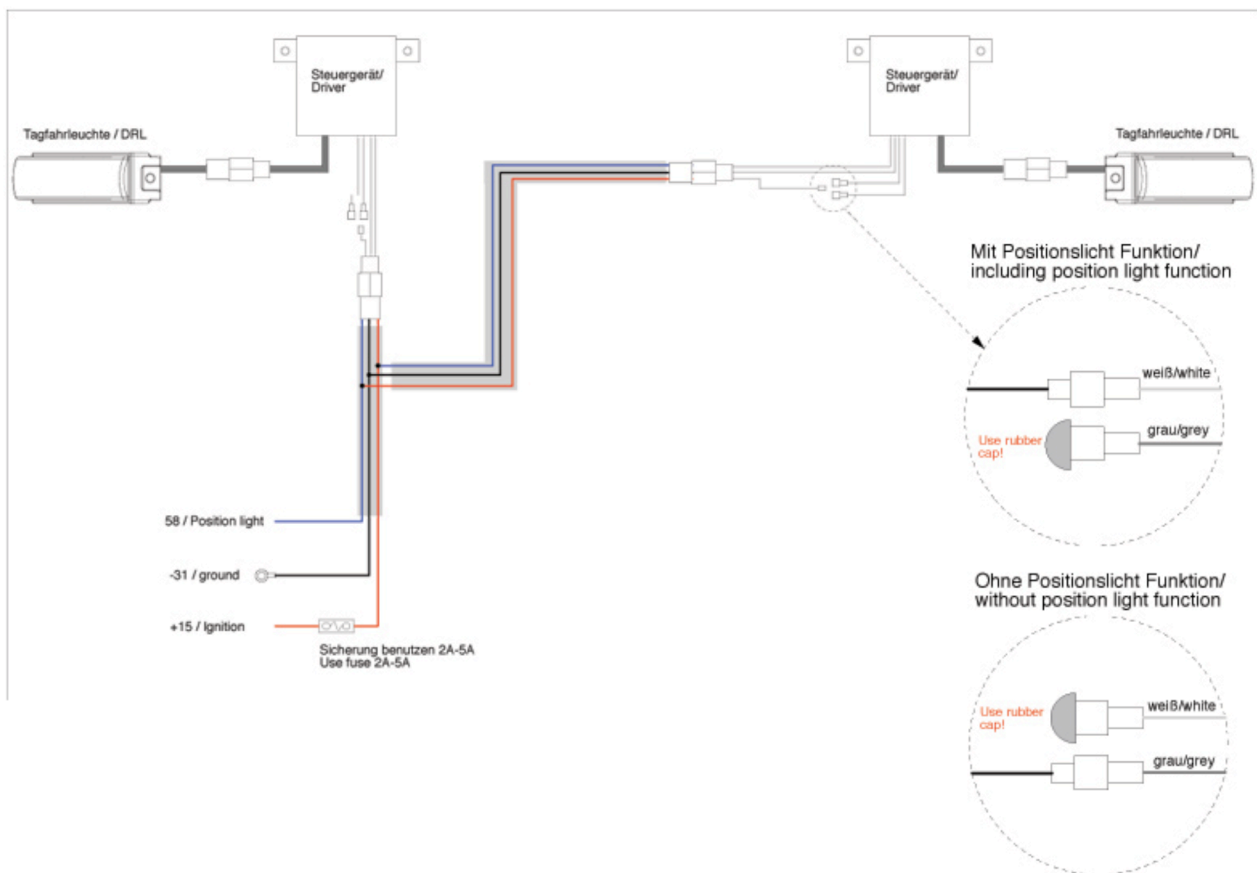 Steuergerät/
Driver
Steuergerät/
Driver
Tagfahrleuchte / DRL
Tagfahrleuchte / DRL
Mit Positionslicht Funktion/
including position light function
weiß/white
Use rubber
cap!
grau/grey
58 / Position light
-31 / ground
+15 / Ignition
Sicherung benutzen 2A-5A
Use fuse 2A-5A
Ohne Positionslicht Funktion/
without position light function
Use rubber
cap!
weiß/white
grau/grey